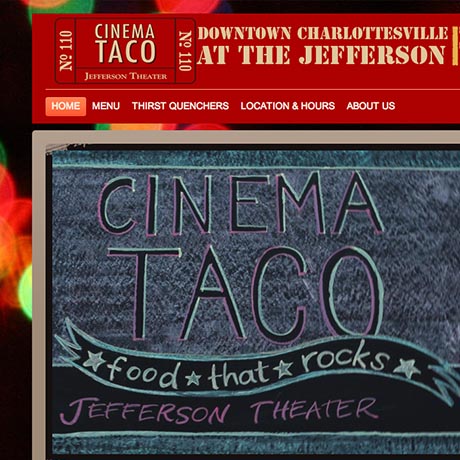 CINEMA
TACO
JEFFERSON THEATER
Nº 110
Nº 110
DOWNTOWN CHARLOTTESVILLE
AT THE JEFFERSON
HOME MENU THIRST QUENCHERS LOCATION & HOURS ABOUT US
CINEMA
TACO
food that rocks
JEFFERSON THEATER